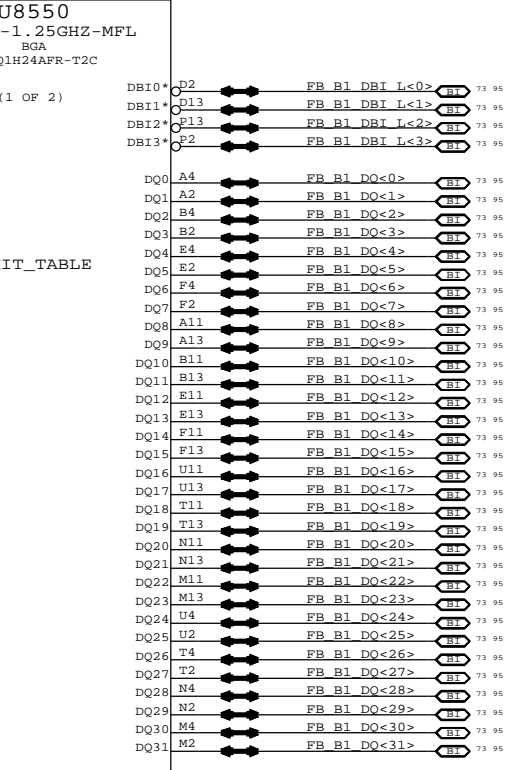 U8550
-1.25GHZ-MFL
BGA
Q1H24AFR-T2C
(1 OF 2)
DBI0* D2 FB_B1_DBI_L<0> BI 73 95
DBI1* D13 FB_B1_DBI_L<1> BI 73 95
DBI2* P13 FB_B1_DBI_L<2> BI 73 95
DBI3* P2 FB_B1_DBI_L<3> BI 73 95
DQ0 A4 FB_B1_DQ<0> BI 73 95
DQ1 A2 FB_B1_DQ<1> BI 73 95
DQ2 B4 FB_B1_DQ<2> BI 73 95
DQ3 B2 FB_B1_DQ<3> BI 73 95
DQ4 E4 FB_B1_DQ<4> BI 73 95
IT_TABLE
DQ5 E2 FB_B1_DQ<5> BI 73 95
DQ6 F4 FB_B1_DQ<6> BI 73 95
DQ7 F2 FB_B1_DQ<7> BI 73 95
DQ8 A11 FB_B1_DQ<8> BI 73 95
DQ9 A13 FB_B1_DQ<9> BI 73 95
DQ10 B11 FB_B1_DQ<10> BI 73 95
DQ11 B13 FB_B1_DQ<11> BI 73 95
DQ12 E11 FB_B1_DQ<12> BI 73 95
DQ13 E13 FB_B1_DQ<13> BI 73 95
DQ14 F11 FB_B1_DQ<14> BI 73 95
DQ15 F13 FB_B1_DQ<15> BI 73 95
DQ16 U11 FB_B1_DQ<16> BI 73 95
DQ17 U13 FB_B1_DQ<17> BI 73 95
DQ18 T11 FB_B1_DQ<18> BI 73 95
DQ19 T13 FB_B1_DQ<19> BI 73 95
DQ20 N11 FB_B1_DQ<20> BI 73 95
DQ21 N13 FB_B1_DQ<21> BI 73 95
DQ22 M11 FB_B1_DQ<22> BI 73 95
DQ23 M13 FB_B1_DQ<23> BI 73 95
DQ24 U4 FB_B1_DQ<24> BI 73 95
DQ25 U2 FB_B1_DQ<25> BI 73 95
DQ26 T4 FB_B1_DQ<26> BI 73 95
DQ27 T2 FB_B1_DQ<27> BI 73 95
DQ28 N4 FB_B1_DQ<28> BI 73 95
DQ29 N2 FB_B1_DQ<29> BI 73 95
DQ30 M4 FB_B1_DQ<30> BI 73 95
DQ31 M2 FB_B1_DQ<31> BI 73 95